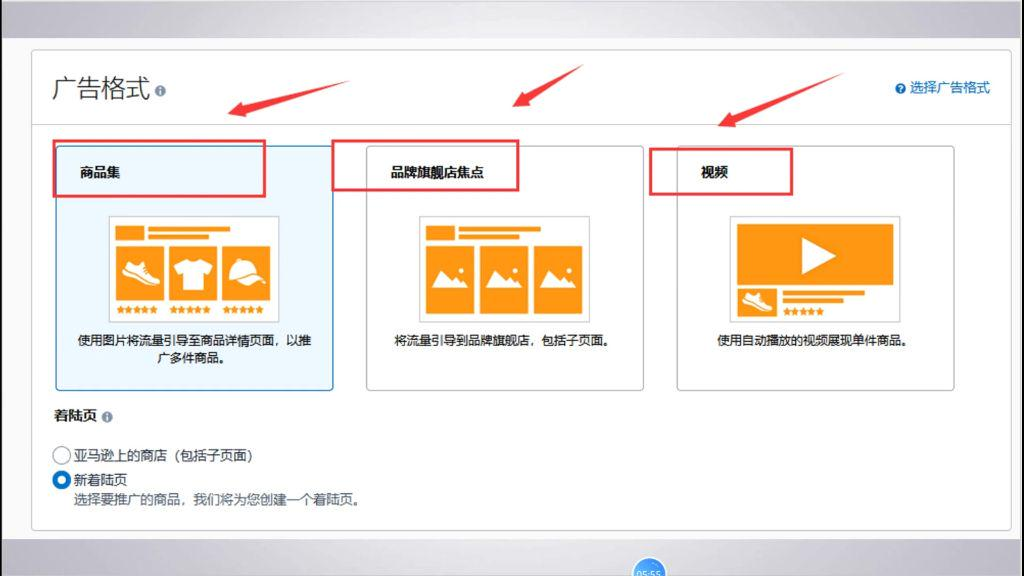 广告格式
选择广告格式
商品集
品牌旗舰店焦点
视频
使用图片将流量引导至商品详情页面，以推
广多件商品。
将流量引导到品牌旗舰店，包括子页面。
使用自动播放的视频展现单件商品。
着陆页
亚马逊上的商店（包括子页面）
新着陆页
选择要推广的商品，我们将为您创建一个着陆页。
05:55